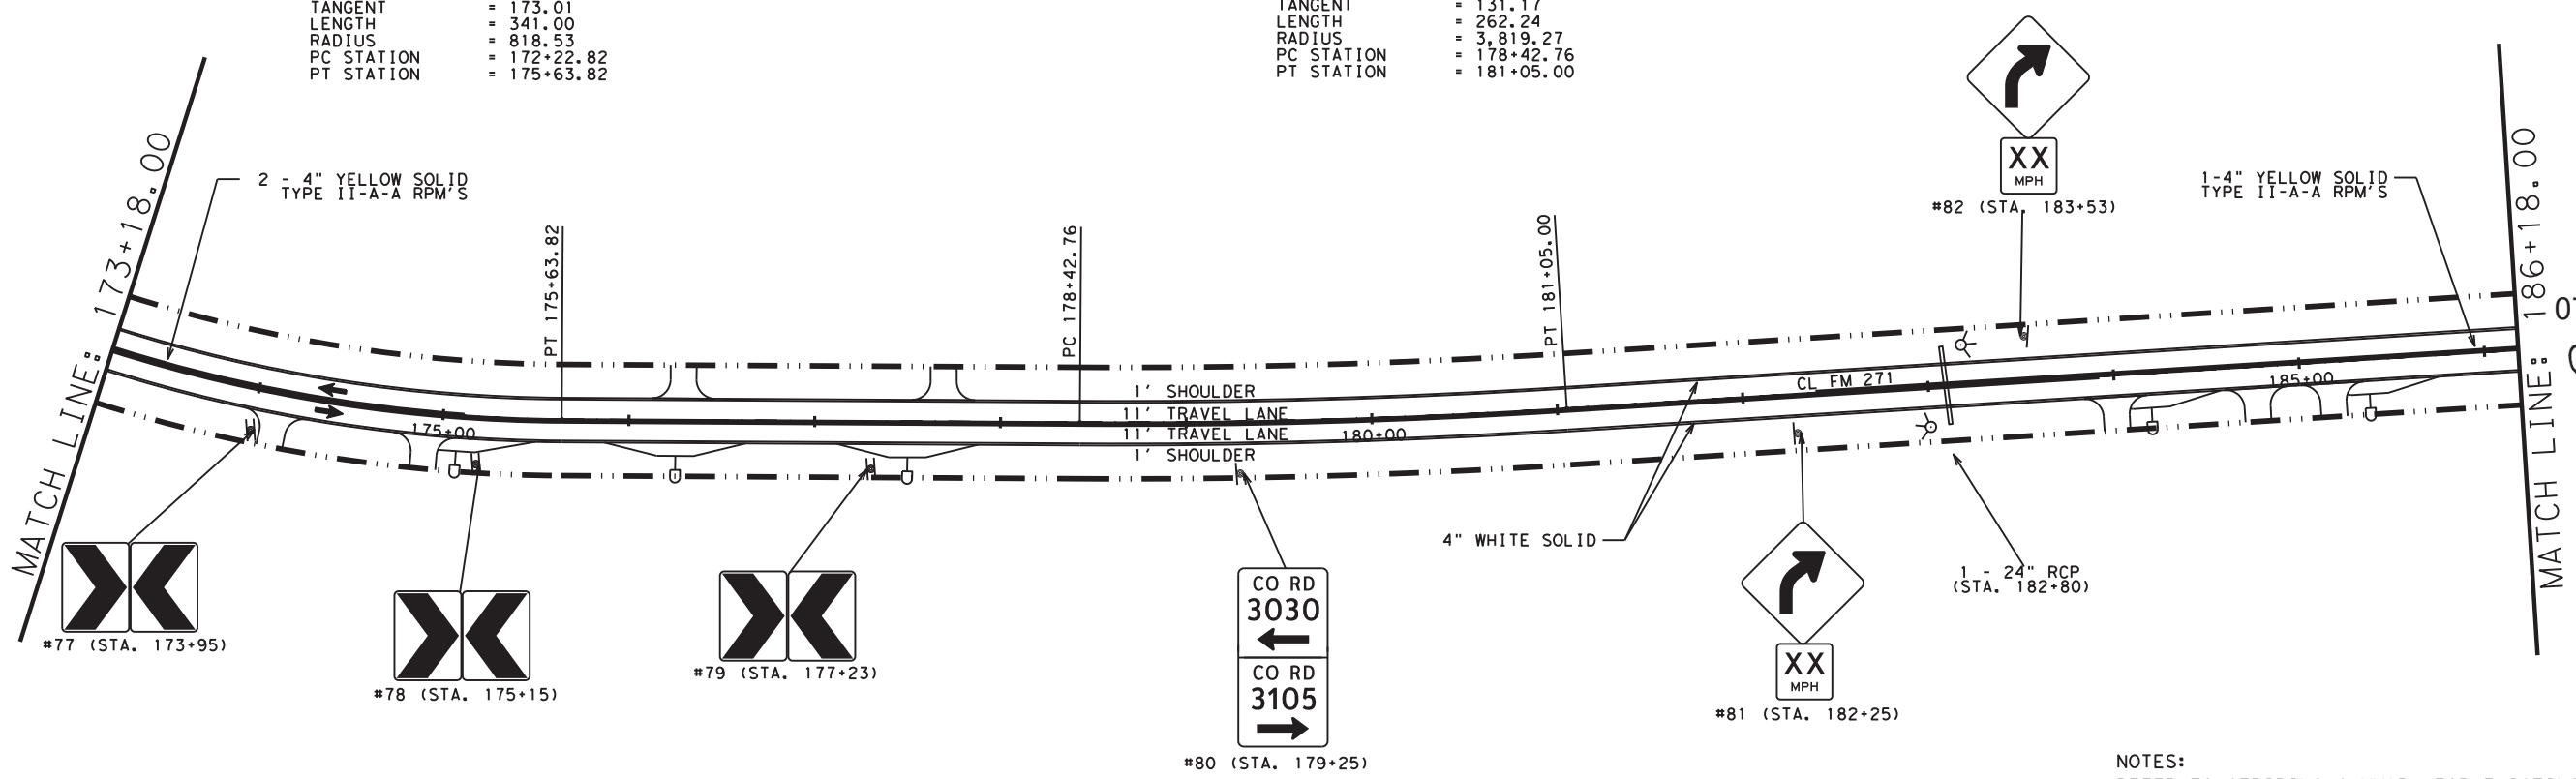 TANGENT = 173.01
LENGTH = 341.00
RADIUS = 818.53
PC STATION = 172+22.82
PT STATION = 175+63.82
TANGENT = 131.17
LENGTH = 262.24
RADIUS = 3,819.27
PC STATION = 178+42.76
PT STATION = 181+05.00
XX
MPH
#82 (STA. 183+53)
MATCH LINE: 173+18.00
2 - 4" YELLOW SOLID
TYPE II-A-A RPM'S
1-4" YELLOW SOLID
TYPE II-A-A RPM'S
MATCH LINE: 186+18.00
PT 175+63.82
PC 178+42.76
PT 181+05.00
1' SHOULDER
11' TRAVEL LANE
11' TRAVEL LANE
1' SHOULDER
175+00
180+00
CL FM 271
185+00
4" WHITE SOLID
1 - 24" RCP
(STA. 182+80)
#77 (STA. 173+95)
#78 (STA. 175+15)
#79 (STA. 177+23)
CO RD
3030
CO RD
3105
#80 (STA. 179+25)
XX
MPH
#81 (STA. 182+25)
NOTES: